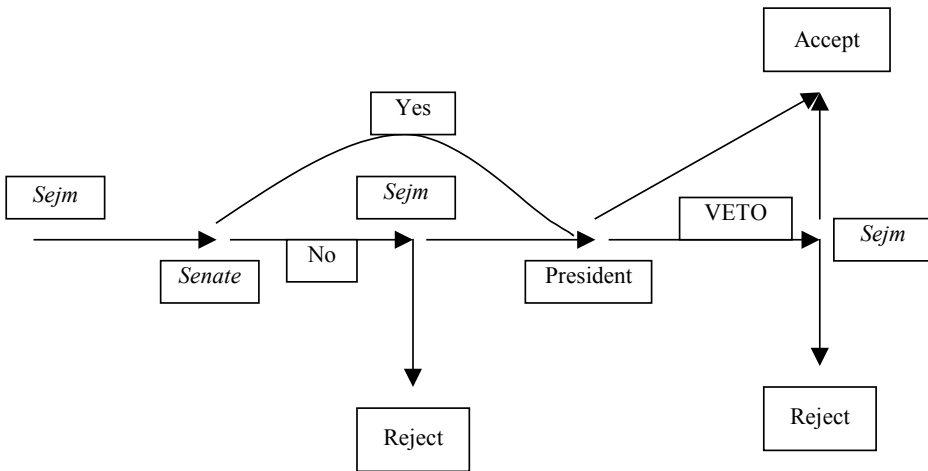 Accept
Yes
Sejm
Sejm
VETO
Sejm
No
Senate
President
Reject
Reject